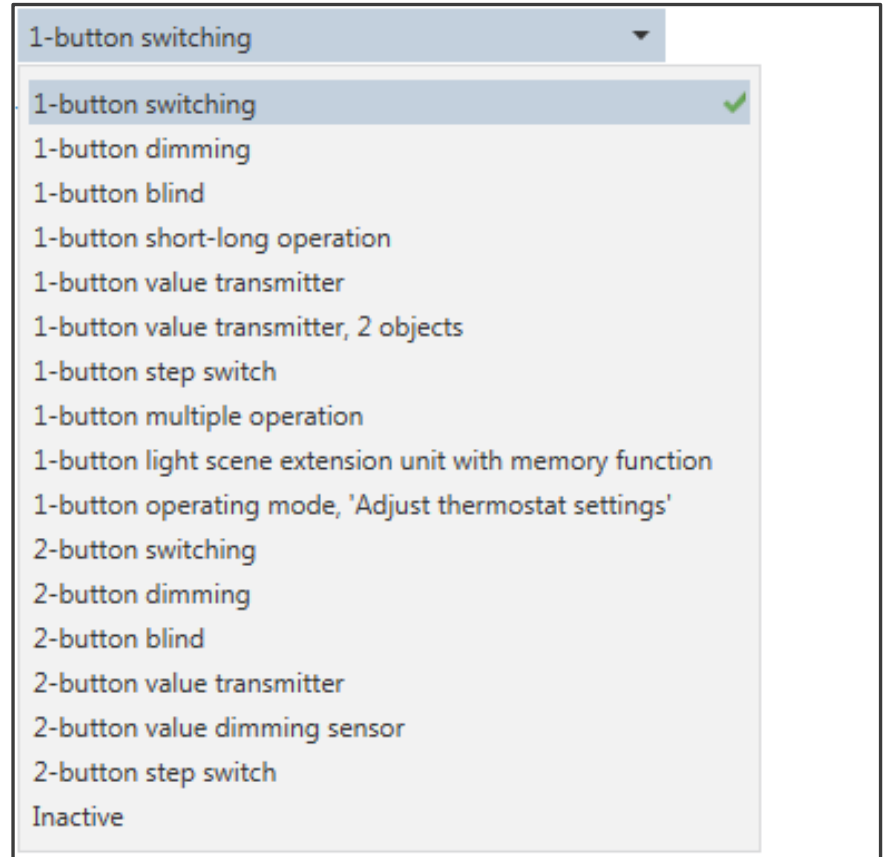 1-button switching
1-button switching
1-button dimming
1-button blind
1-button short-long operation
1-button value transmitter
1-button value transmitter, 2 objects
1-button step switch
1-button multiple operation
1-button light scene extension unit with memory function
1-button operating mode, 'Adjust thermostat settings'
2-button switching
2-button dimming
2-button blind
2-button value transmitter
2-button value dimming sensor
2-button step switch
Inactive